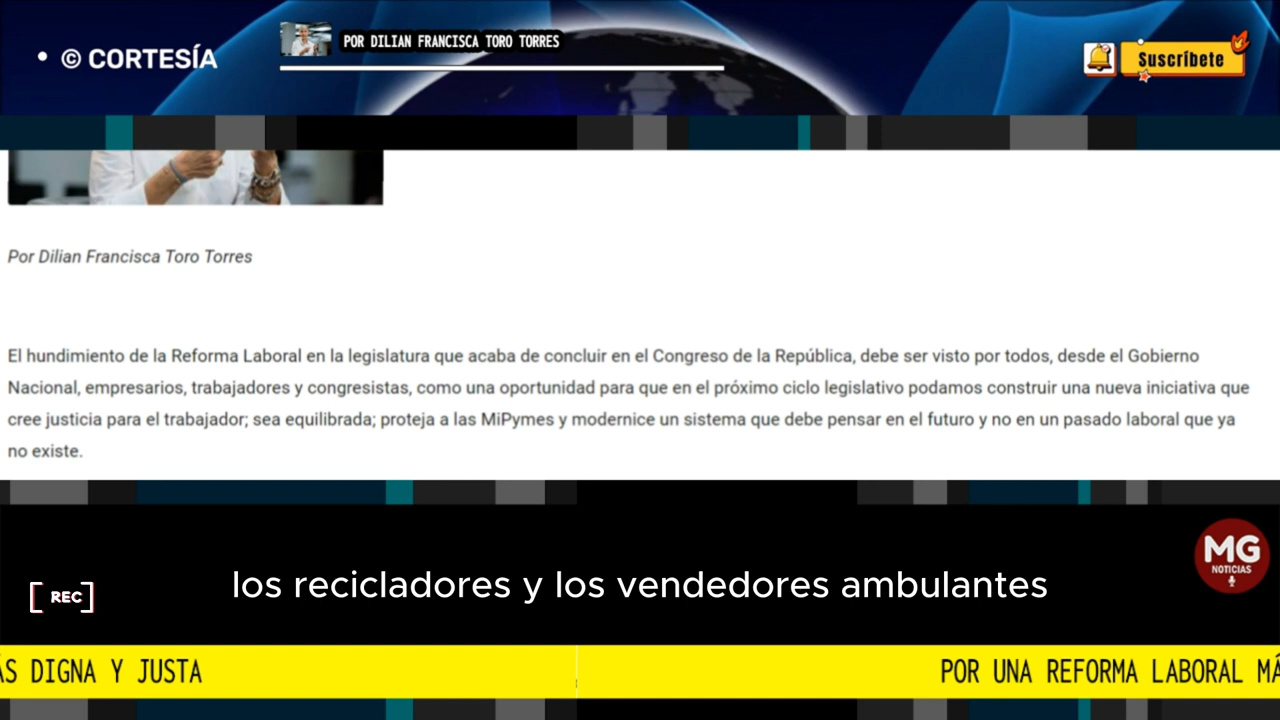 • © CORTESÍA
POR DILIAN FRANCISCA TORO TORRES
Suscríbete
Por Dilian Francisca Toro Torres
El hundimiento de la Reforma Laboral en la legislatura que acaba de concluir en el Congreso de la República, debe ser visto por todos, desde el Gobierno
Nacional, empresarios, trabajadores y congresistas, como una oportunidad para que en el próximo ciclo legislativo podamos construir una nueva iniciativa que
cree justicia para el trabajador; sea equilibrada; proteja a las MiPymes y modernice un sistema que debe pensar en el futuro y no en un pasado laboral que ya
no existe.
MG
NOTICIAS
[REC]
los recicladores y los vendedores ambulantes
ÁS DIGNA Y JUSTA
POR UNA REFORMA LABORAL MÁ